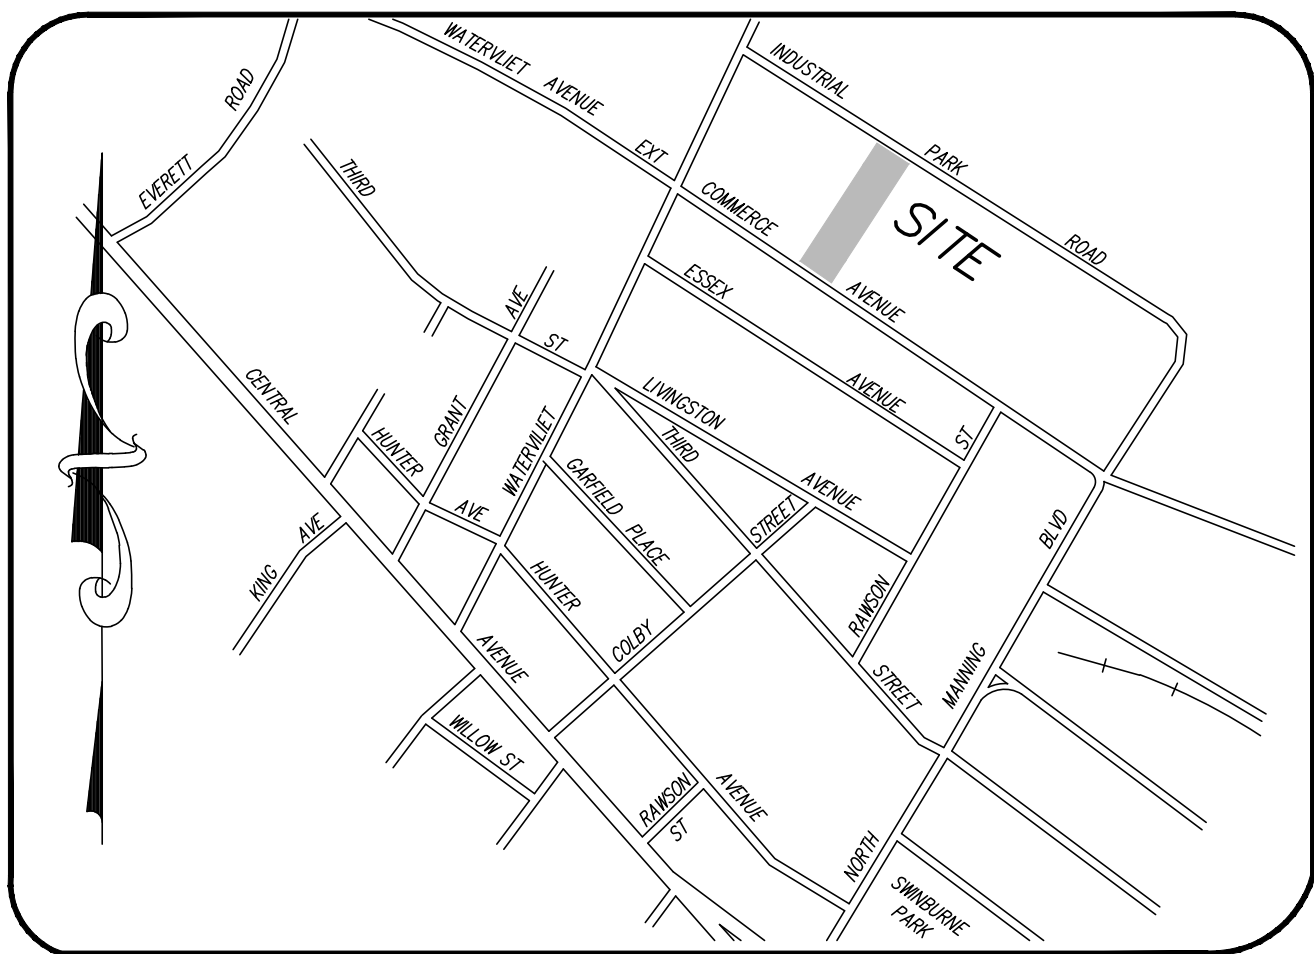 WATERVLIET AVENUE EXT
INDUSTRIAL PARK ROAD
EVERETT ROAD
THIRD ST
COMMERCE AVENUE
SITE
ESSEX AVENUE
GRANT AVE
CENTRAL AVENUE
LIVINGSTON AVENUE
THIRD STREET
HUNTER AVE
WATERVLIET
GARFIELD PLACE
RAWSON ST
KING AVE
HUNTER AVENUE
COLBY STREET
NORTH MANNING BLVD
WILLOW ST
RAWSON
ST
SWINBURNE
PARK